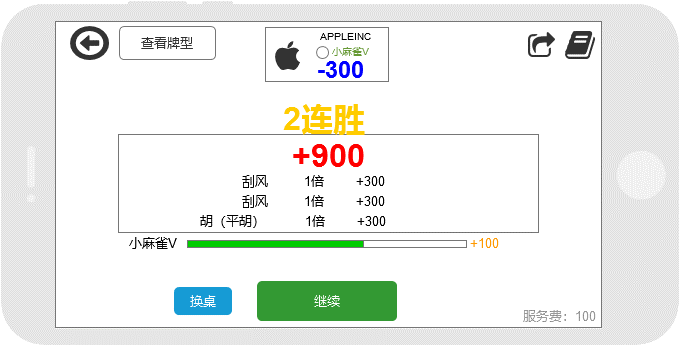 查看牌型
APPLEINC
小麻雀V
-300
2连胜
+900
刮风 1倍 +300
刮风 1倍 +300
胡（平胡） 1倍 +300
小麻雀V +100
换桌 继续
服务费：100